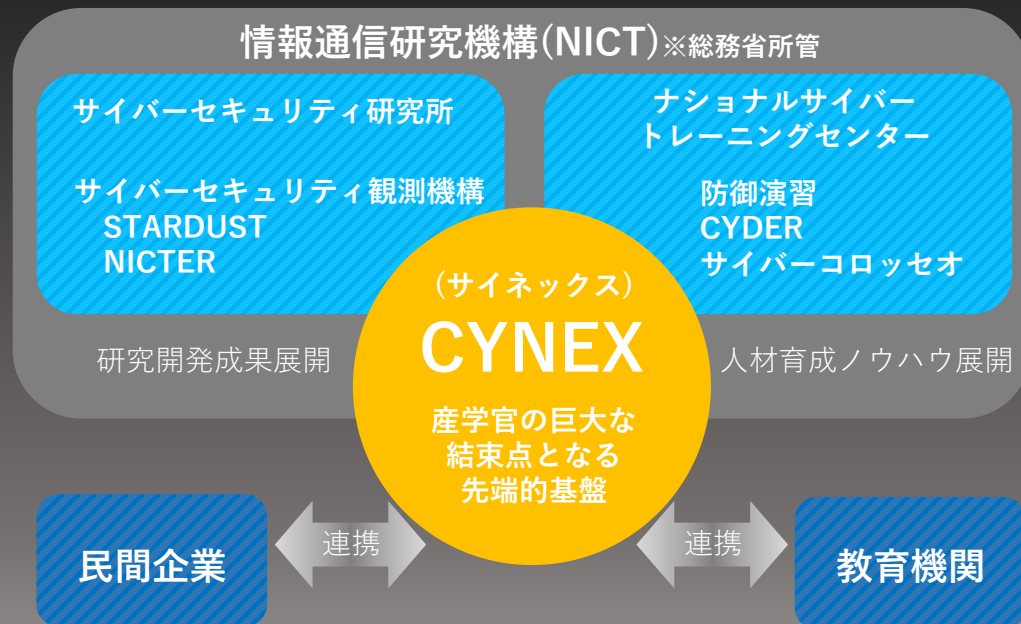 情報通信研究機構(NICT)※総務省所管
サイバーセキュリティ研究所
サイバーセキュリティ観測機構
STARDUST
NICTER
ナショナルサイバー
トレーニングセンター
防御演習
CYDER
サイバーコロッセオ
(サイネックス)
CYNEX
産学官の巨大な
結束点となる
先端的基盤
研究開発成果展開
人材育成ノウハウ展開
民間企業
連携
連携
教育機関